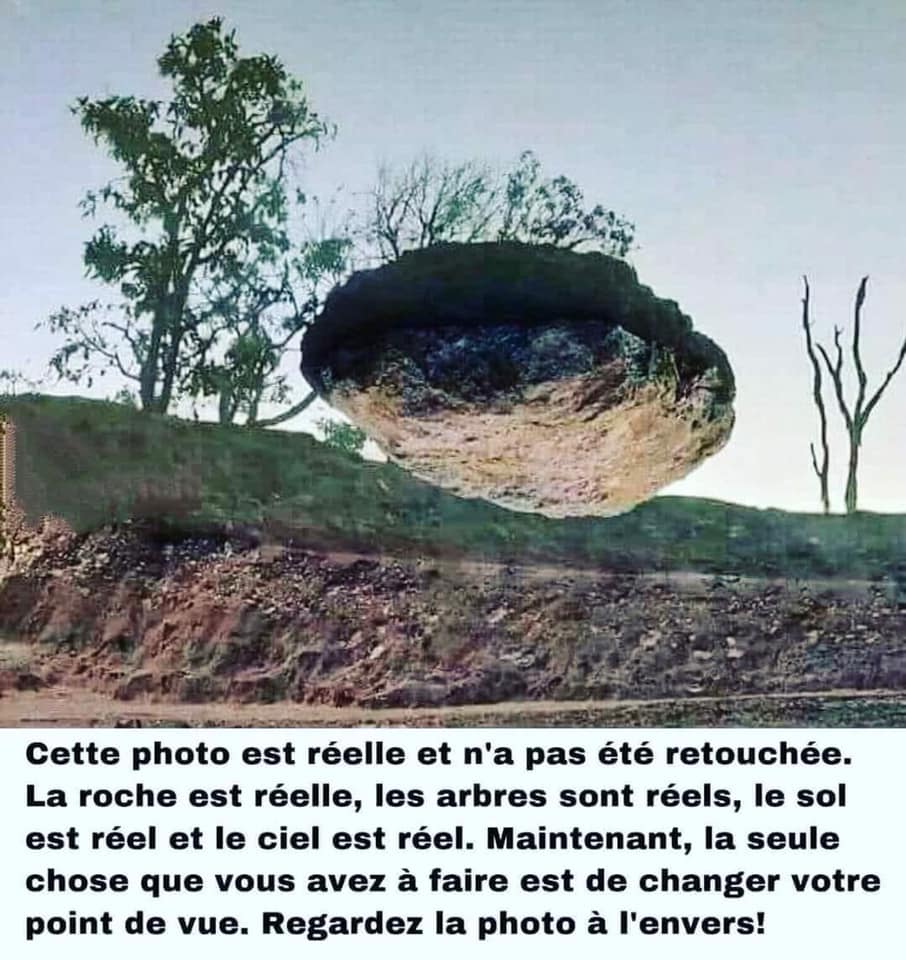 Cette photo est réelle et n'a pas été retouchée.
La roche est réelle, les arbres sont réels, le sol
est réel et le ciel est réel. Maintenant, la seule
chose que vous avez à faire est de changer votre
point de vue. Regardez la photo à l'envers!